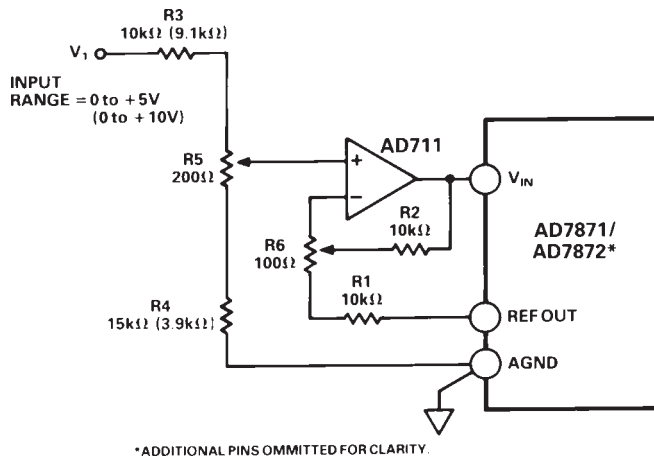 R3
10kΩ (9.1kΩ)
V1
INPUT
RANGE = 0 to +5V
(0 to +10V)
AD711
+
R5
200Ω
−
VIN
R2
10kΩ
AD7871/
AD7872*
R6
100Ω
R1
10kΩ
R4
15kΩ (3.9kΩ)
REF OUT
AGND
*ADDITIONAL PINS OMMITTED FOR CLARITY.